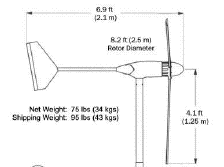 6.9 ft
(2.1 m)
8.2 ft (2.5 m)
Rotor Diameter
Net Weight: 75 lbs (34 kgs)
Shipping Weight: 95 lbs (43 kgs)
4.1 ft
(1.25 m)